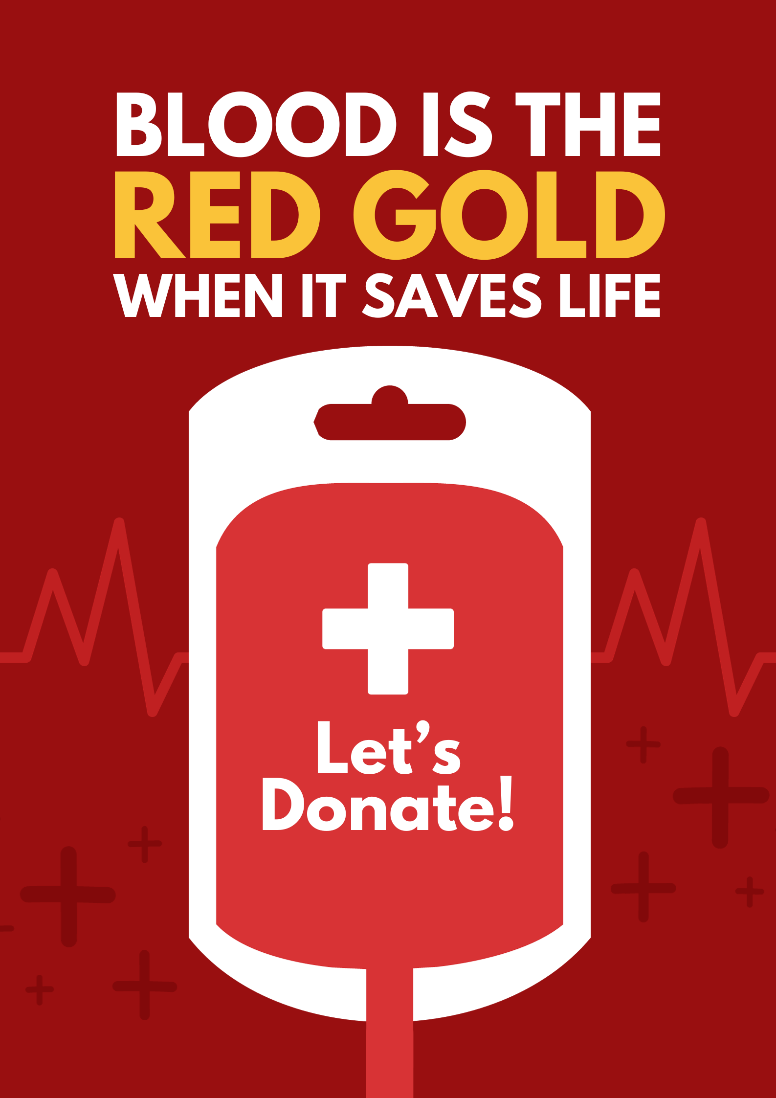 BLOOD IS THE
RED GOLD
WHEN IT SAVES LIFE
Let’s
Donate!